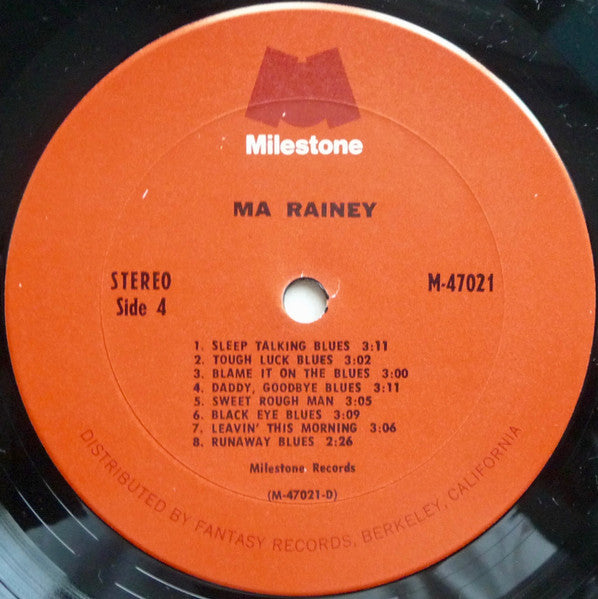 Milestone
MA RAINEY
STEREO
Side 4
M-47021
1. SLEEP TALKING BLUES 3:11
2. TOUGH LUCK BLUES 3:02
3. BLAME IT ON THE BLUES 3:00
4. DADDY, GOODBYE BLUES 3:11
5. SWEET ROUGH MAN 3:05
6. BLACK EYE BLUES 3:09
7. LEAVIN' THIS MORNING 3:06
8. RUNAWAY BLUES 2:26
Milestone Records
(M-47021-D)
DISTRIBUTED BY FANTASY RECORDS, BERKELEY, CALIFORNIA